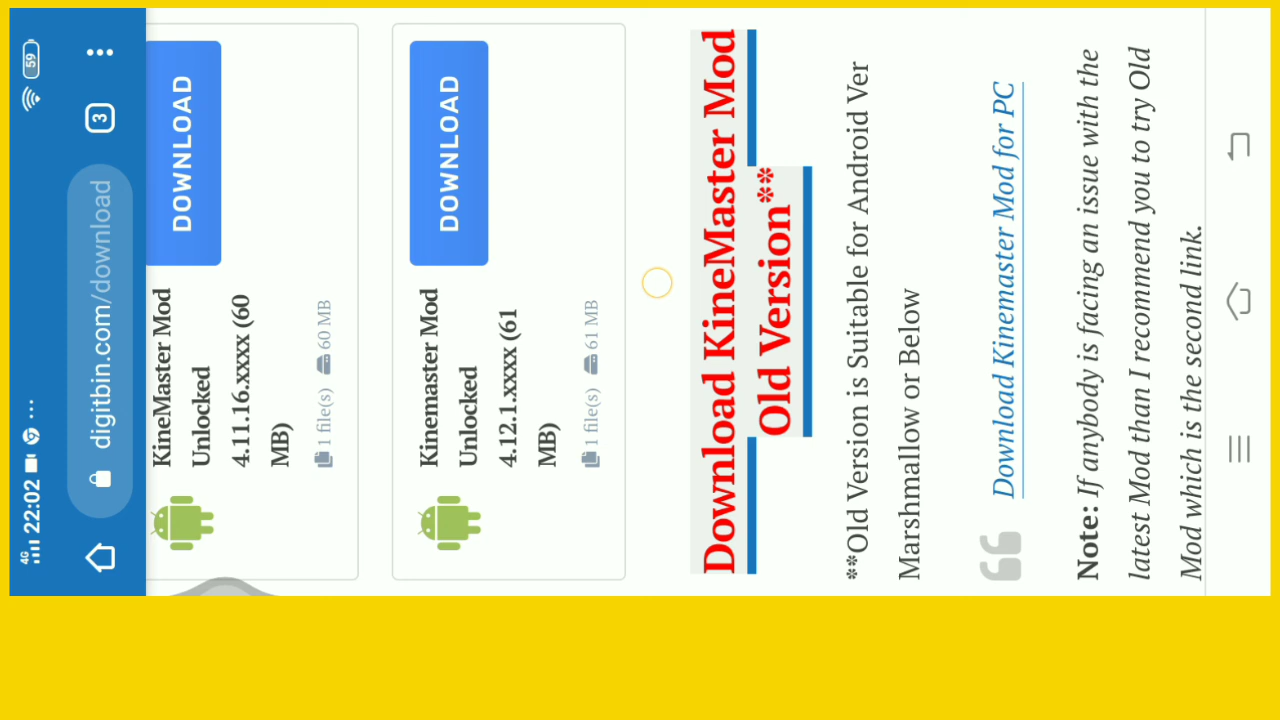 4G 22:02 ... 59
digitbin.com/download 3
KineMaster Mod
Unlocked
4.11.16.xxxx (60
MB)
1 file(s) 60 MB
DOWNLOAD
Kinemaster Mod
Unlocked
4.12.1.xxxx (61
MB)
1 file(s) 61 MB
DOWNLOAD
Download KineMaster Mod
Old Version**
**Old Version is Suitable for Android Ver
Marshmallow or Below
Download Kinemaster Mod for PC
Note: If anybody is facing an issue with the
latest Mod than I recommend you to try Old
Mod which is the second link.